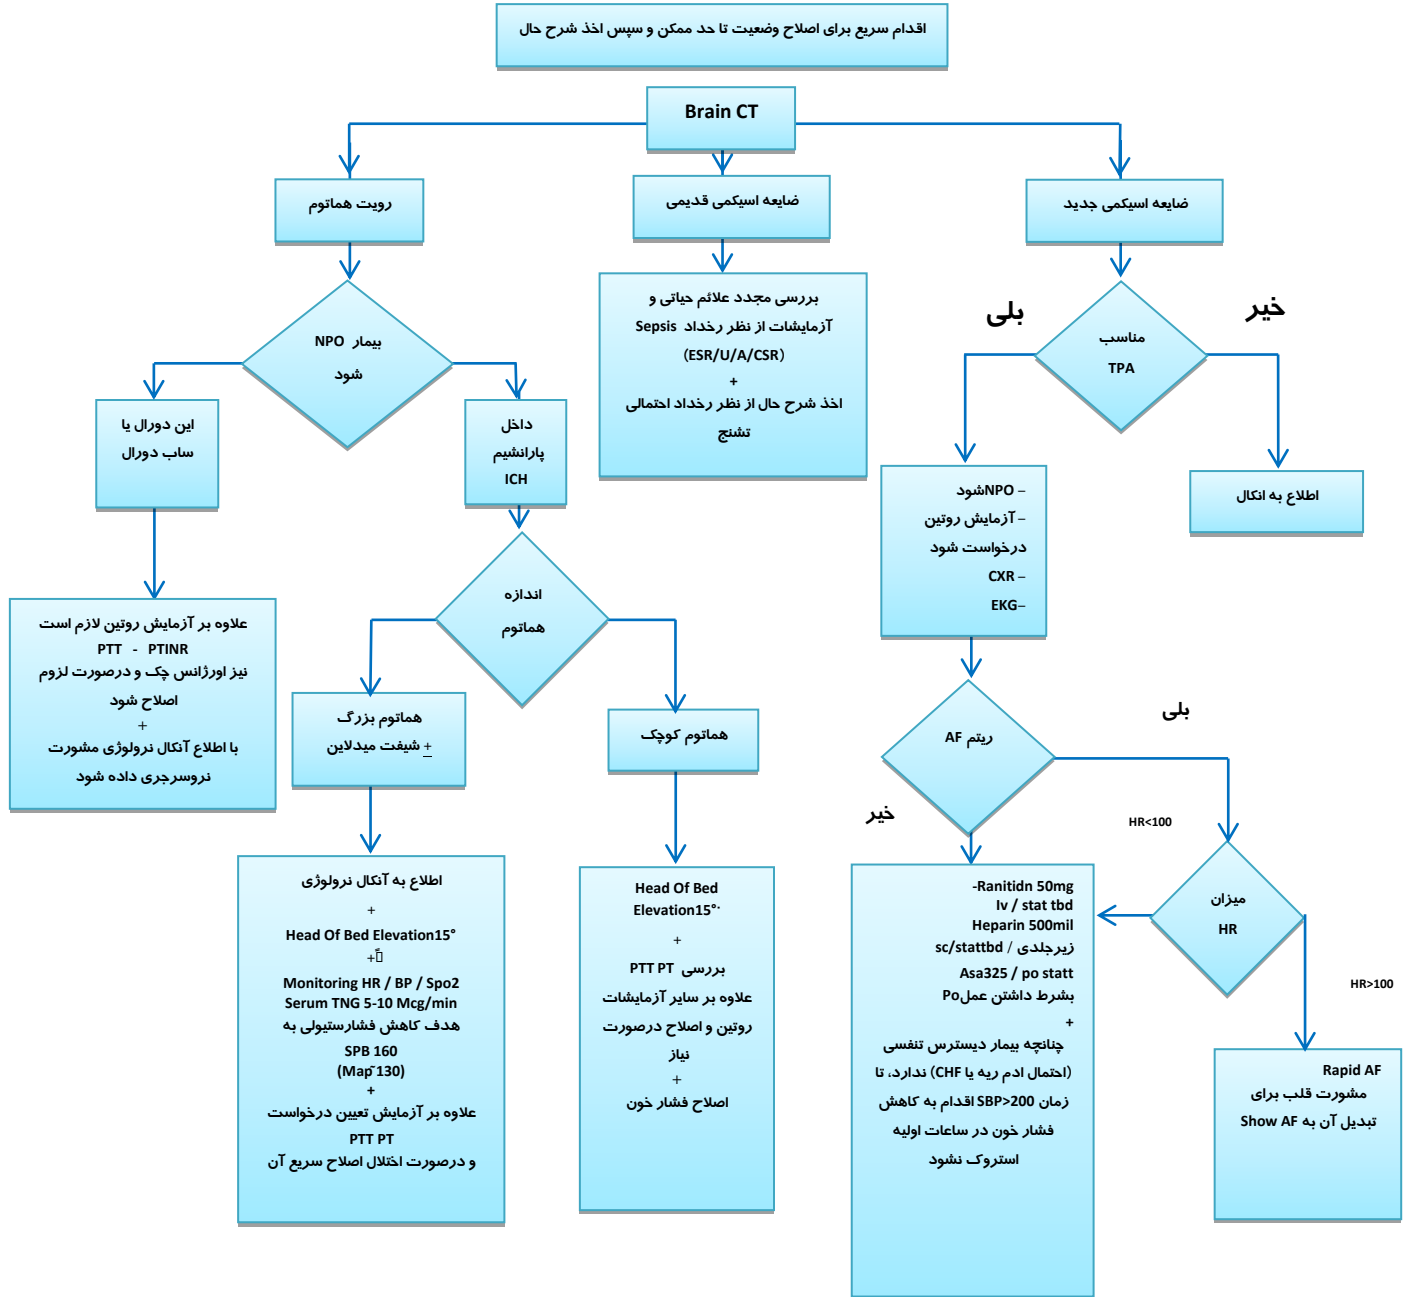 اقدام سریع برای اصلاح وضعیت تا حد ممکن و سپس اخذ شرح حال
Brain CT
ضایعه اسیکمی جدید
ضایعه اسیکمی قدیمی
رویت هماتوم
خیر
بلی
مناسب
TPA
اطلاع به انکال
– NPOشود
– آزمایش روتین
درخواست شود
– CXR
–EKG
ریتم AF
بلی
خیر
HR<100
میزان
HR
HR>100
Rapid AF
مشورت قلب برای
تبدیل آن به Show AF
-Ranitidn 50mg
Iv / stat tbd
Heparin 500mil
زیرجلدی / sc/stattbd
Asa325 / po statt
بشرط داشتن عملPo
+
چنانچه بیمار دیسترس تنفسی
(احتمال ادم ریه یا CHF) ندارد، تا
زمان SBP>200 اقدام به کاهش
فشار خون در ساعات اولیه
استروک نشود
بررسی مجدد علائم حیاتی و
آزمایشات از نظر رخداد Sepsis
(ESR/U/A/CSR)
+
اخذ شرح حال از نظر رخداد احتمالی
تشنج
بیمار NPO
شود
داخل
پارانشیم
ICH
این دورال یا
ساب دورال
اندازه
هماتوم
هماتوم کوچک
هماتوم بزرگ
+ شیفت میدلاین
Head Of Bed
Elevation15°
+
بررسی PTT PT
علاوه بر سایر آزمایشات
روتین و اصلاح درصورت
نیاز
+
اصلاح فشار خون
اطلاع به آنکال نرولوژی
+
Head Of Bed Elevation15°
+
Monitoring HR / BP / Spo2
Serum TNG 5-10 Mcg/min
هدف کاهش فشارستیولی به
SPB 160
(Map~130)
+
علاوه بر آزمایش تعیین درخواست
PTT PT
و درصورت اختلال اصلاح سریع آن
علاوه بر آزمایش روتین لازم است
PTT - PTINR
نیز اورژانس چک و درصورت لزوم
اصلاح شود
+
با اطلاع آنکال نرولوژی مشورت
نروسرجری داده شود